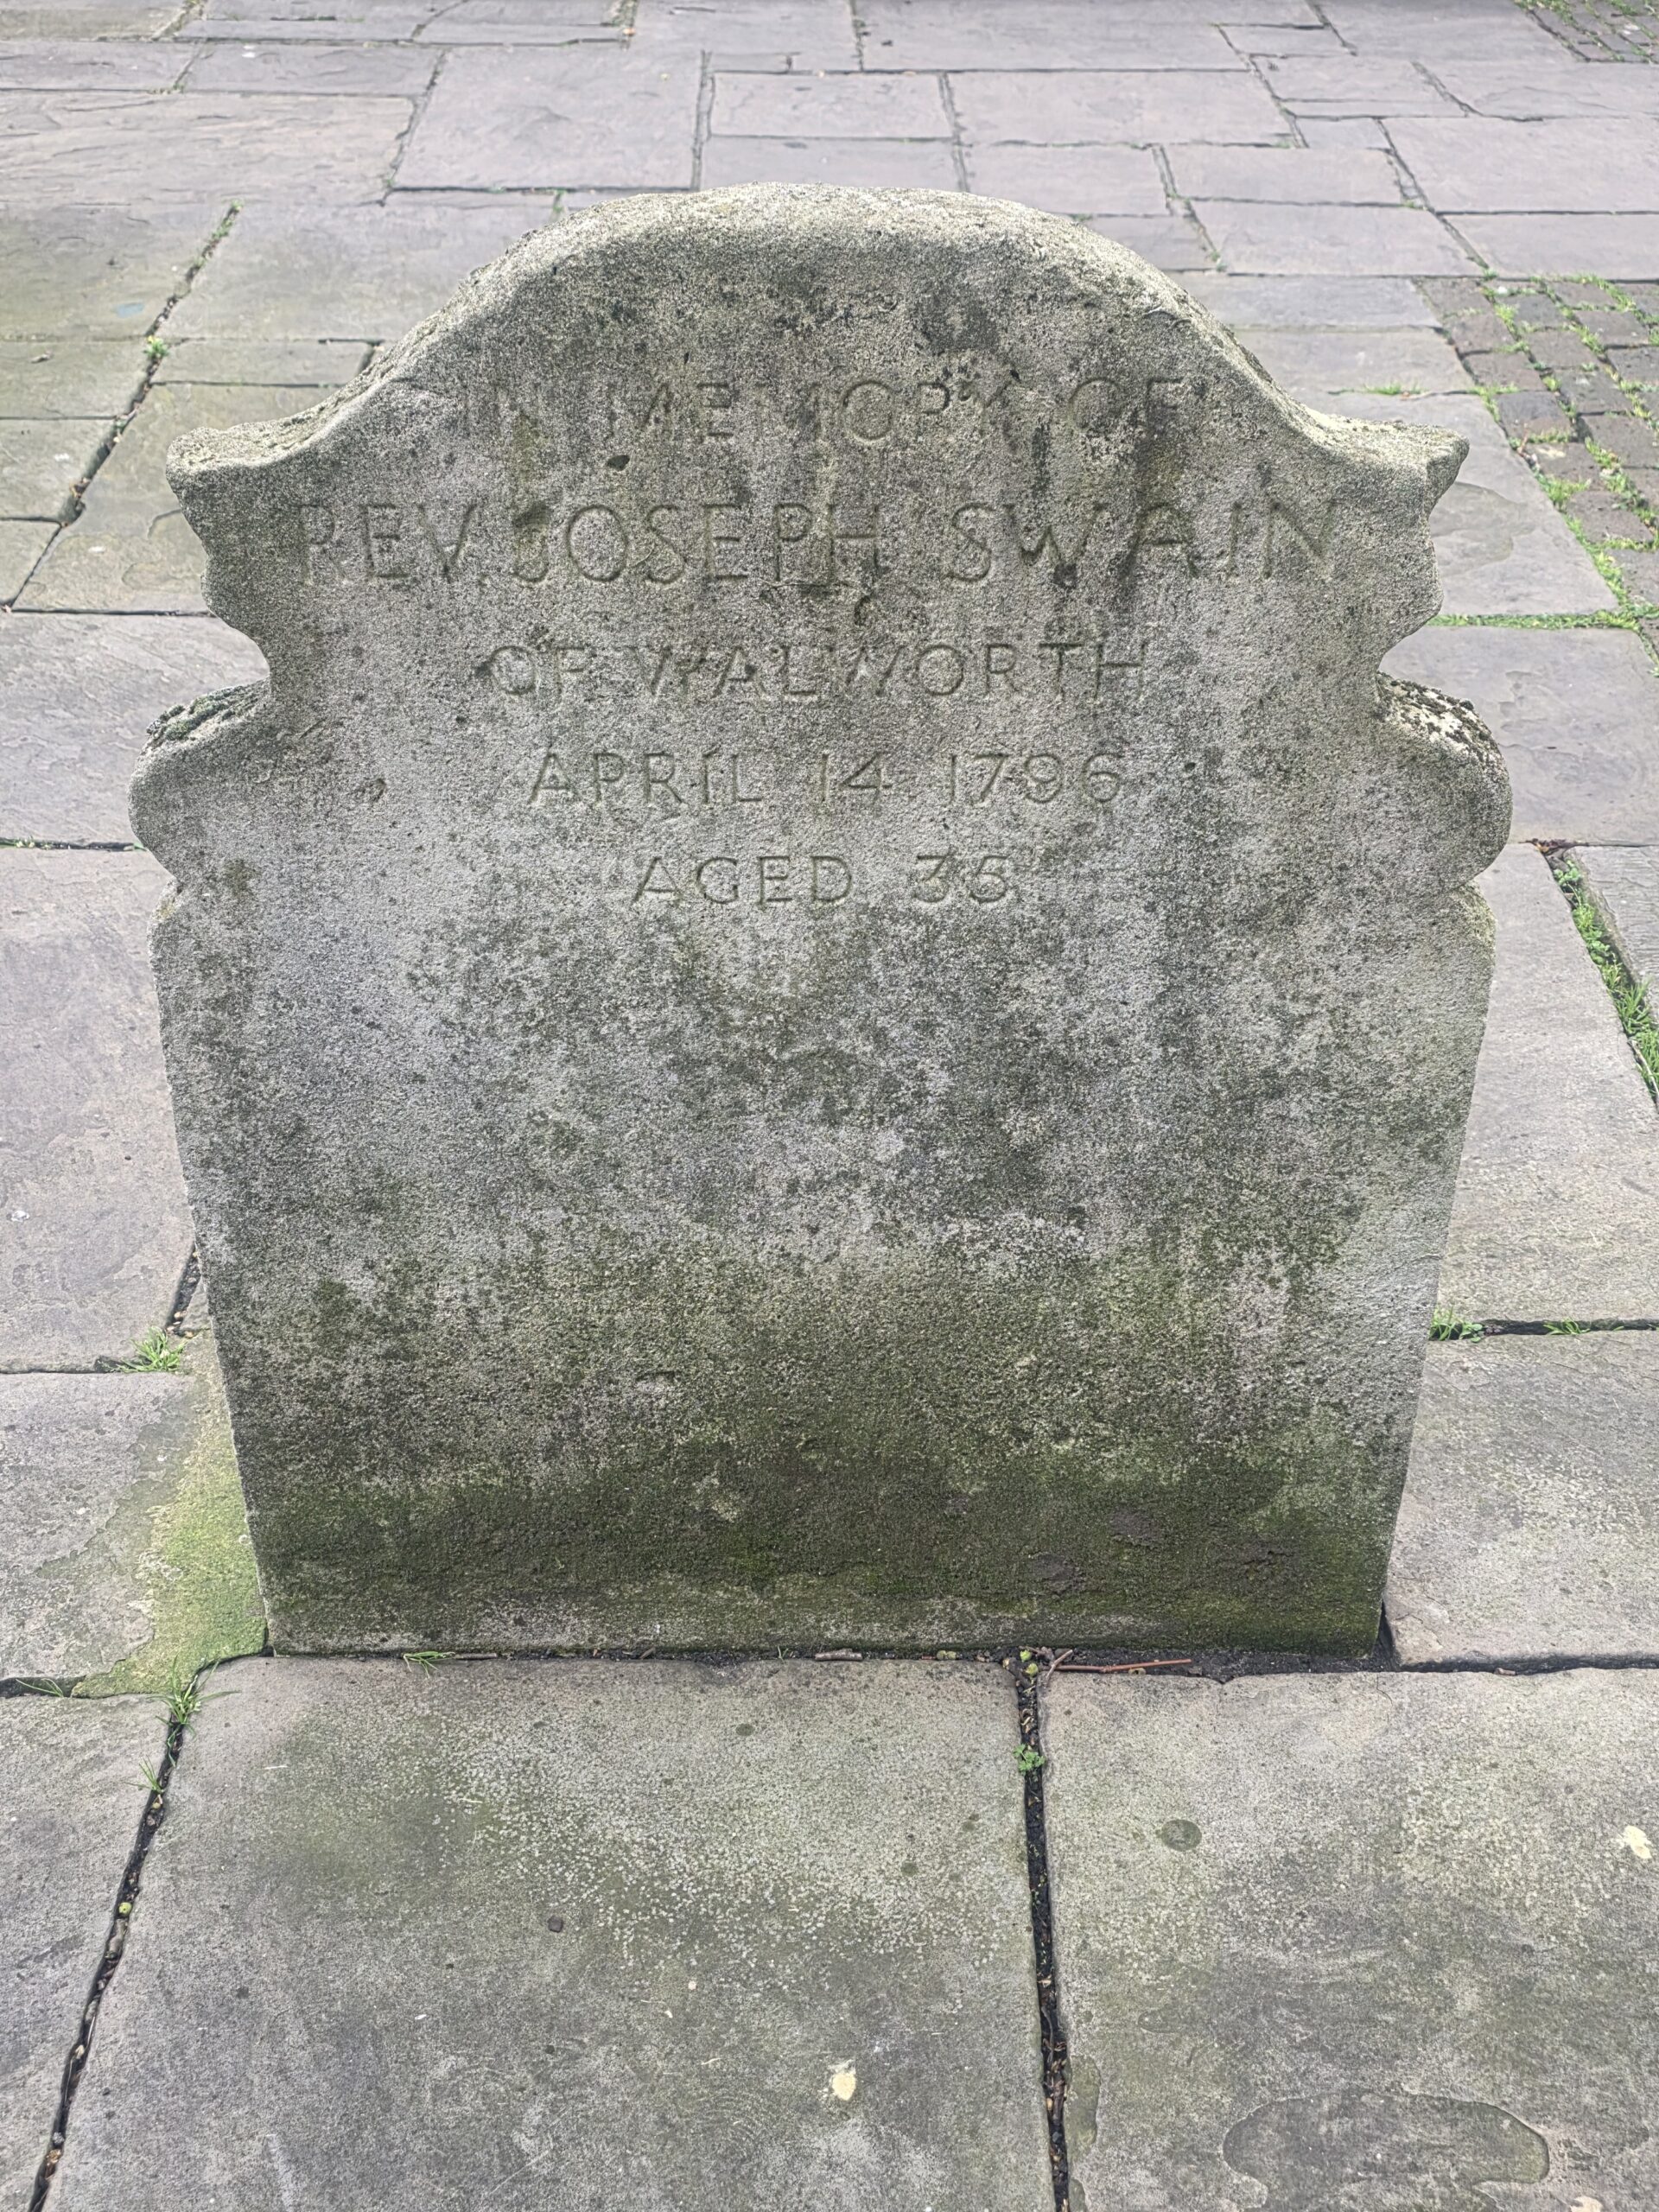 IN MEMORY OF
REV. JOSEPH SWAIN
OF WALWORTH
APRIL 14 1796
AGED 35